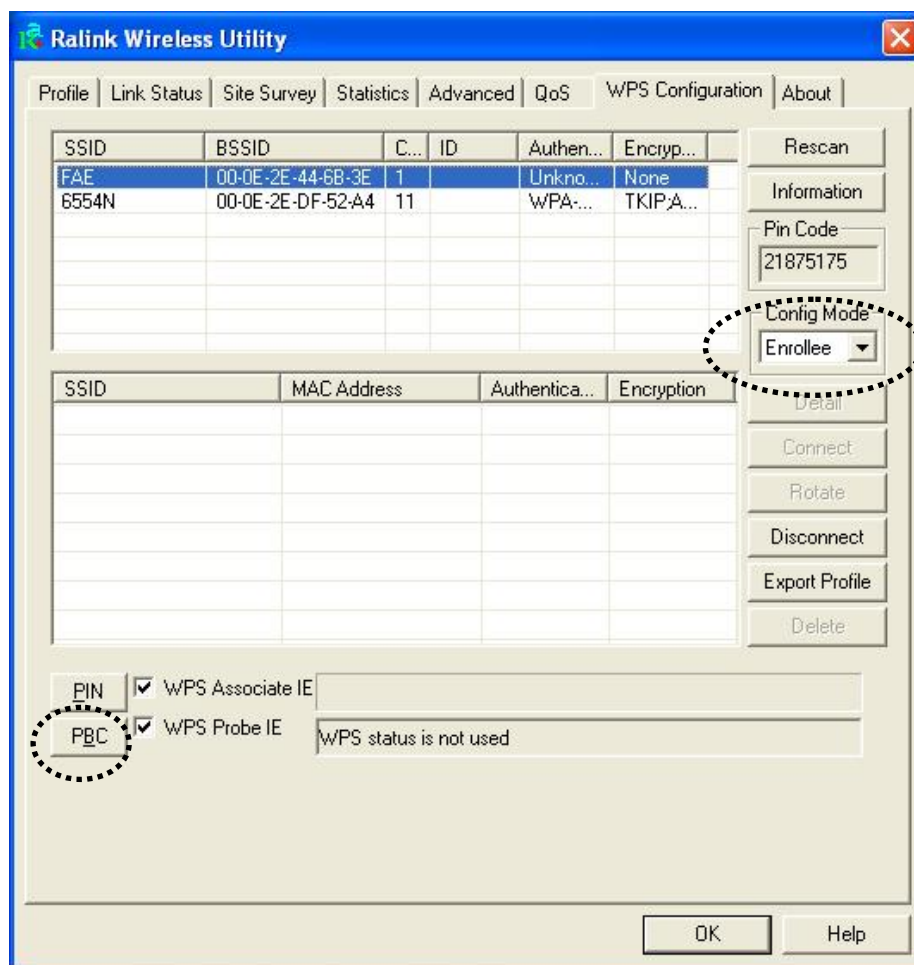 Ralink Wireless Utility
Profile Link Status Site Survey Statistics Advanced QoS WPS Configuration About
SSID BSSID C... ID Authen... Encryp...
FAE 00-0E-2E-44-6B-3E 1 Unkno... None
6554N 00-0E-2E-DF-52-A4 11 WPA-... TKIP;A...
Rescan
Information
Pin Code
21875175
Config Mode
Enrollee
SSID MAC Address Authentica... Encryption
Detail
Connect
Rotate
Disconnect
Export Profile
Delete
PIN WPS Associate IE
PBC WPS Probe IE WPS status is not used
OK Help